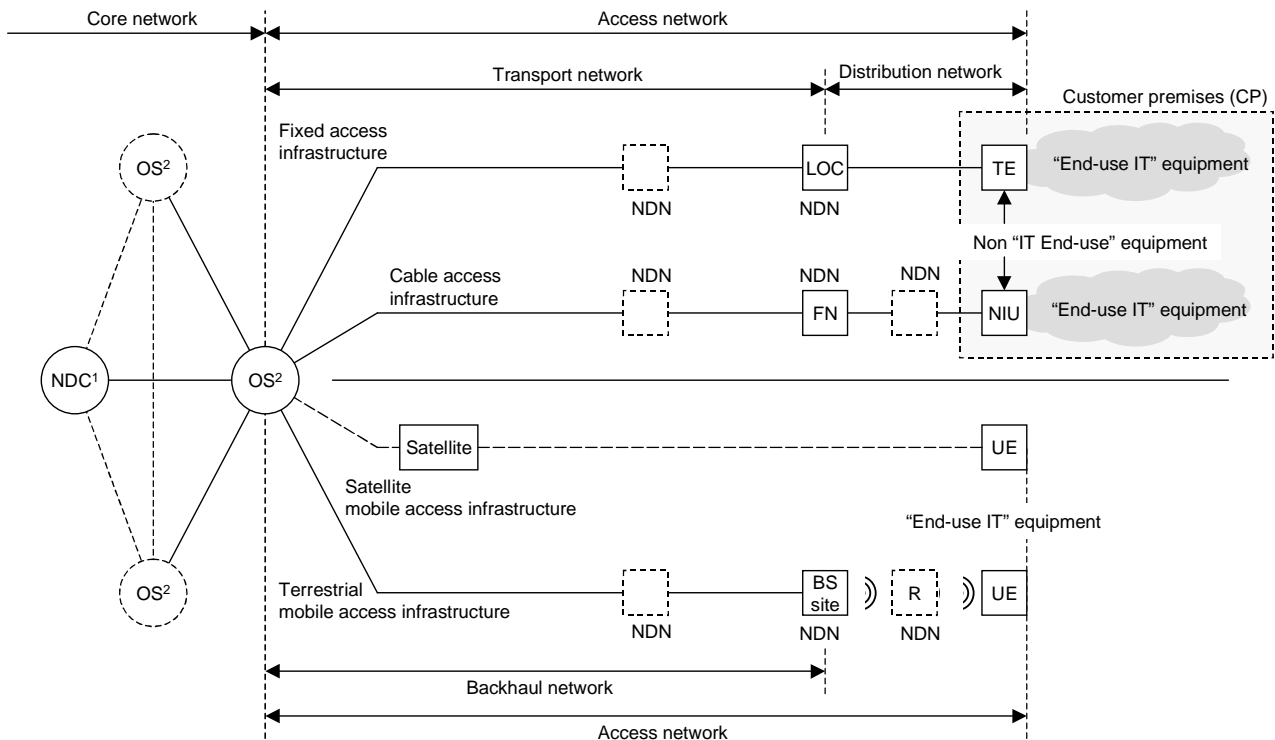 Core network
Access network
Transport network
Distribution network
Customer premises (CP)
Fixed access
infrastructure
OS²
LOC
TE
“End-use IT” equipment
NDN
NDN
Non “IT End-use” equipment
Cable access
infrastructure
NDN
NDN
NDN
FN
NIU
“End-use IT” equipment
NDC¹
OS²
Satellite
UE
Satellite
mobile access infrastructure
“End-use IT” equipment
OS²
Terrestrial
mobile access infrastructure
BS
site
R
UE
NDN
NDN
NDN
Backhaul network
Access network